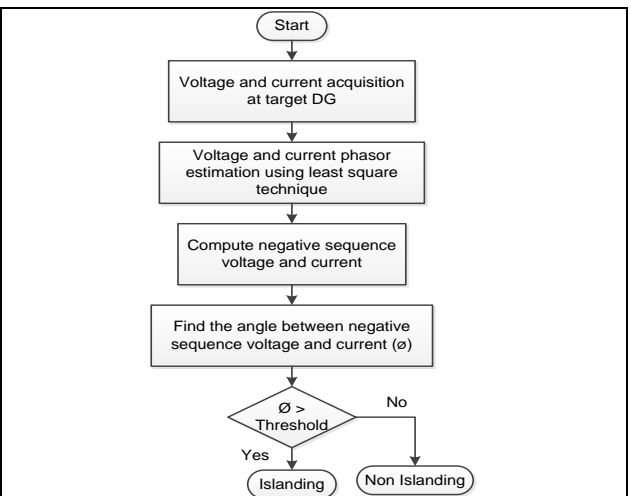 Start
Voltage and current acquisition
at target DG
Voltage and current phasor
estimation using least square
technique
Compute negative sequence
voltage and current
Find the angle between negative
sequence voltage and current (ø)
Ø >
Threshold
No
Yes
Islanding
Non Islanding